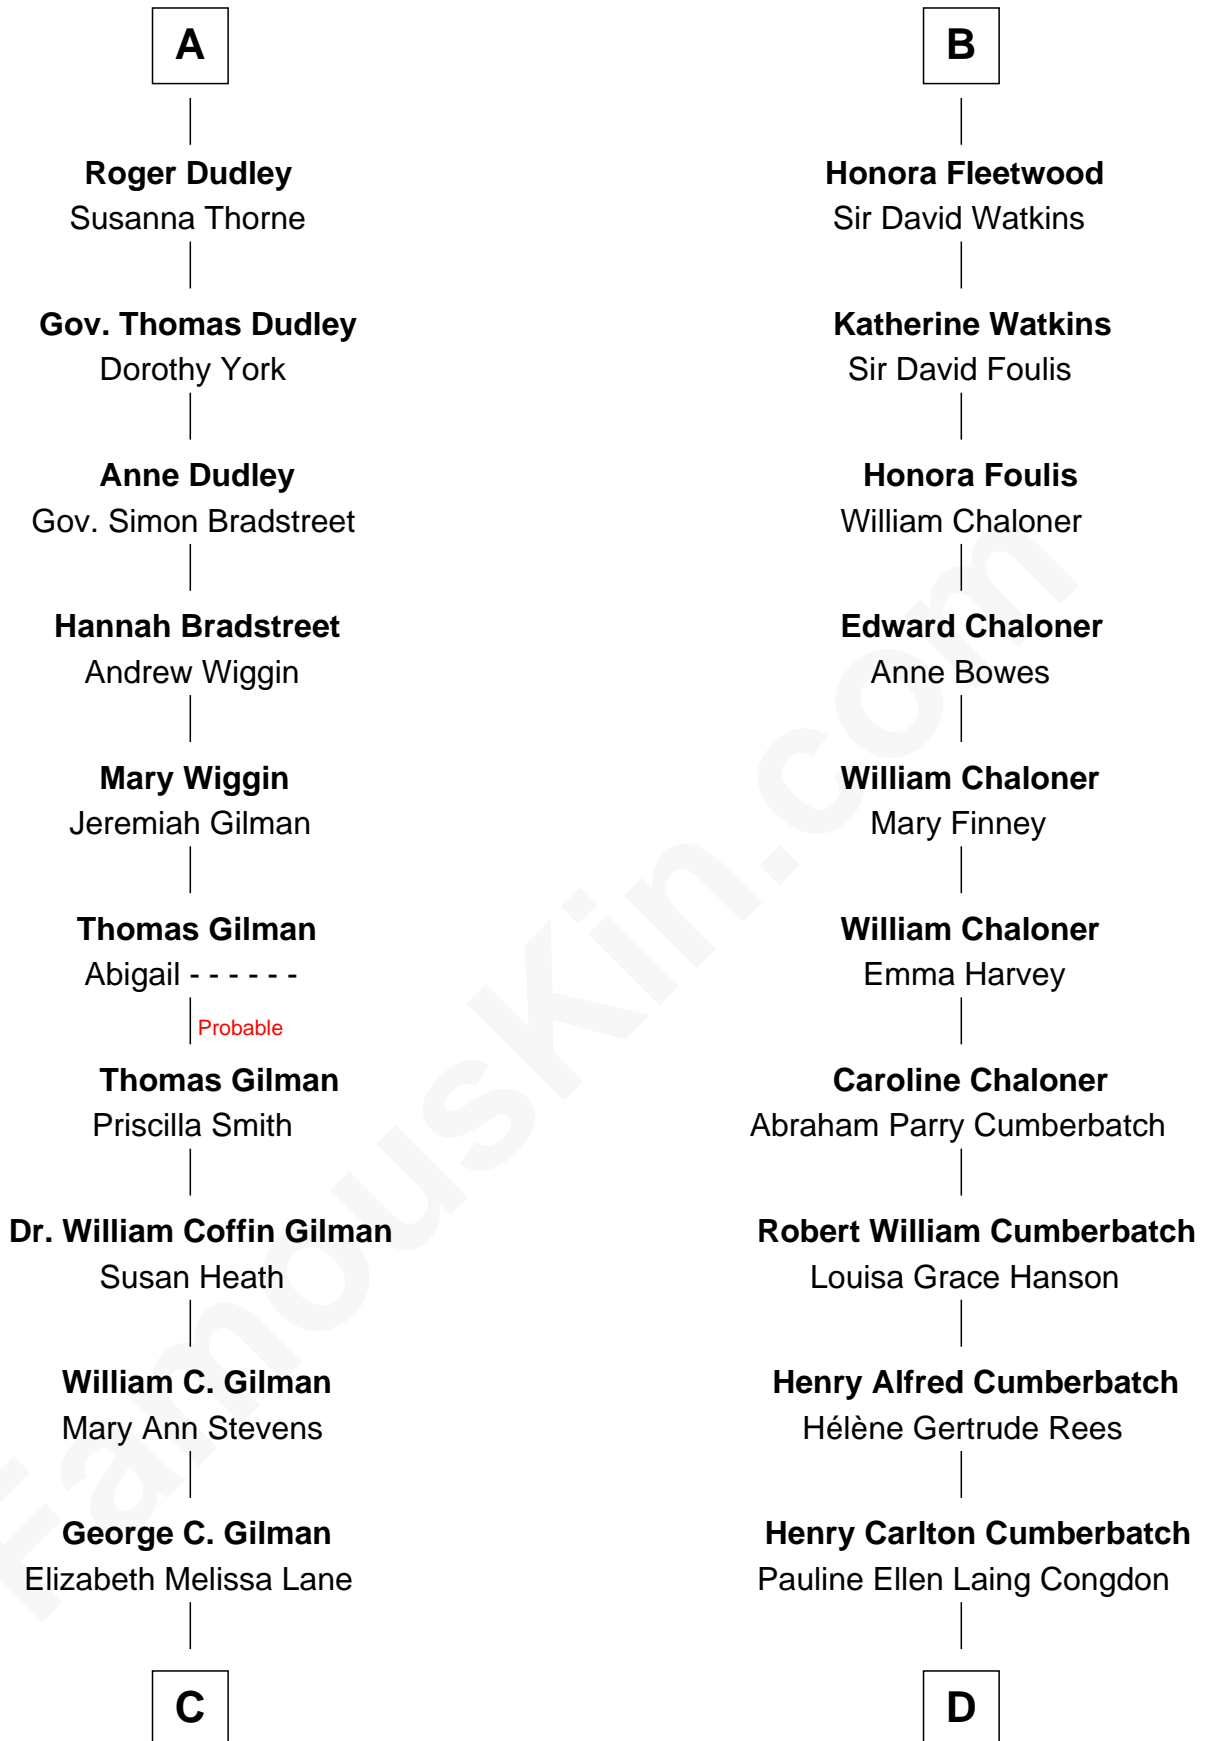 A
Roger Dudley
Susanna Thorne
Gov. Thomas Dudley
Dorothy York
Anne Dudley
Gov. Simon Bradstreet
Hannah Bradstreet
Andrew Wiggin
Mary Wiggin
Jeremiah Gilman
Thomas Gilman
Abigail - - - - - -
Probable
Thomas Gilman
Priscilla Smith
Dr. William Coffin Gilman
Susan Heath
William C. Gilman
Mary Ann Stevens
George C. Gilman
Elizabeth Melissa Lane
C
B
Honora Fleetwood
Sir David Watkins
Katherine Watkins
Sir David Foulis
Honora Foulis
William Chaloner
Edward Chaloner
Anne Bowes
William Chaloner
Mary Finney
William Chaloner
Emma Harvey
Caroline Chaloner
Abraham Parry Cumberbatch
Robert William Cumberbatch
Louisa Grace Hanson
Henry Alfred Cumberbatch
Hélène Gertrude Rees
Henry Carlton Cumberbatch
Pauline Ellen Laing Congdon
D
FamousKin.com